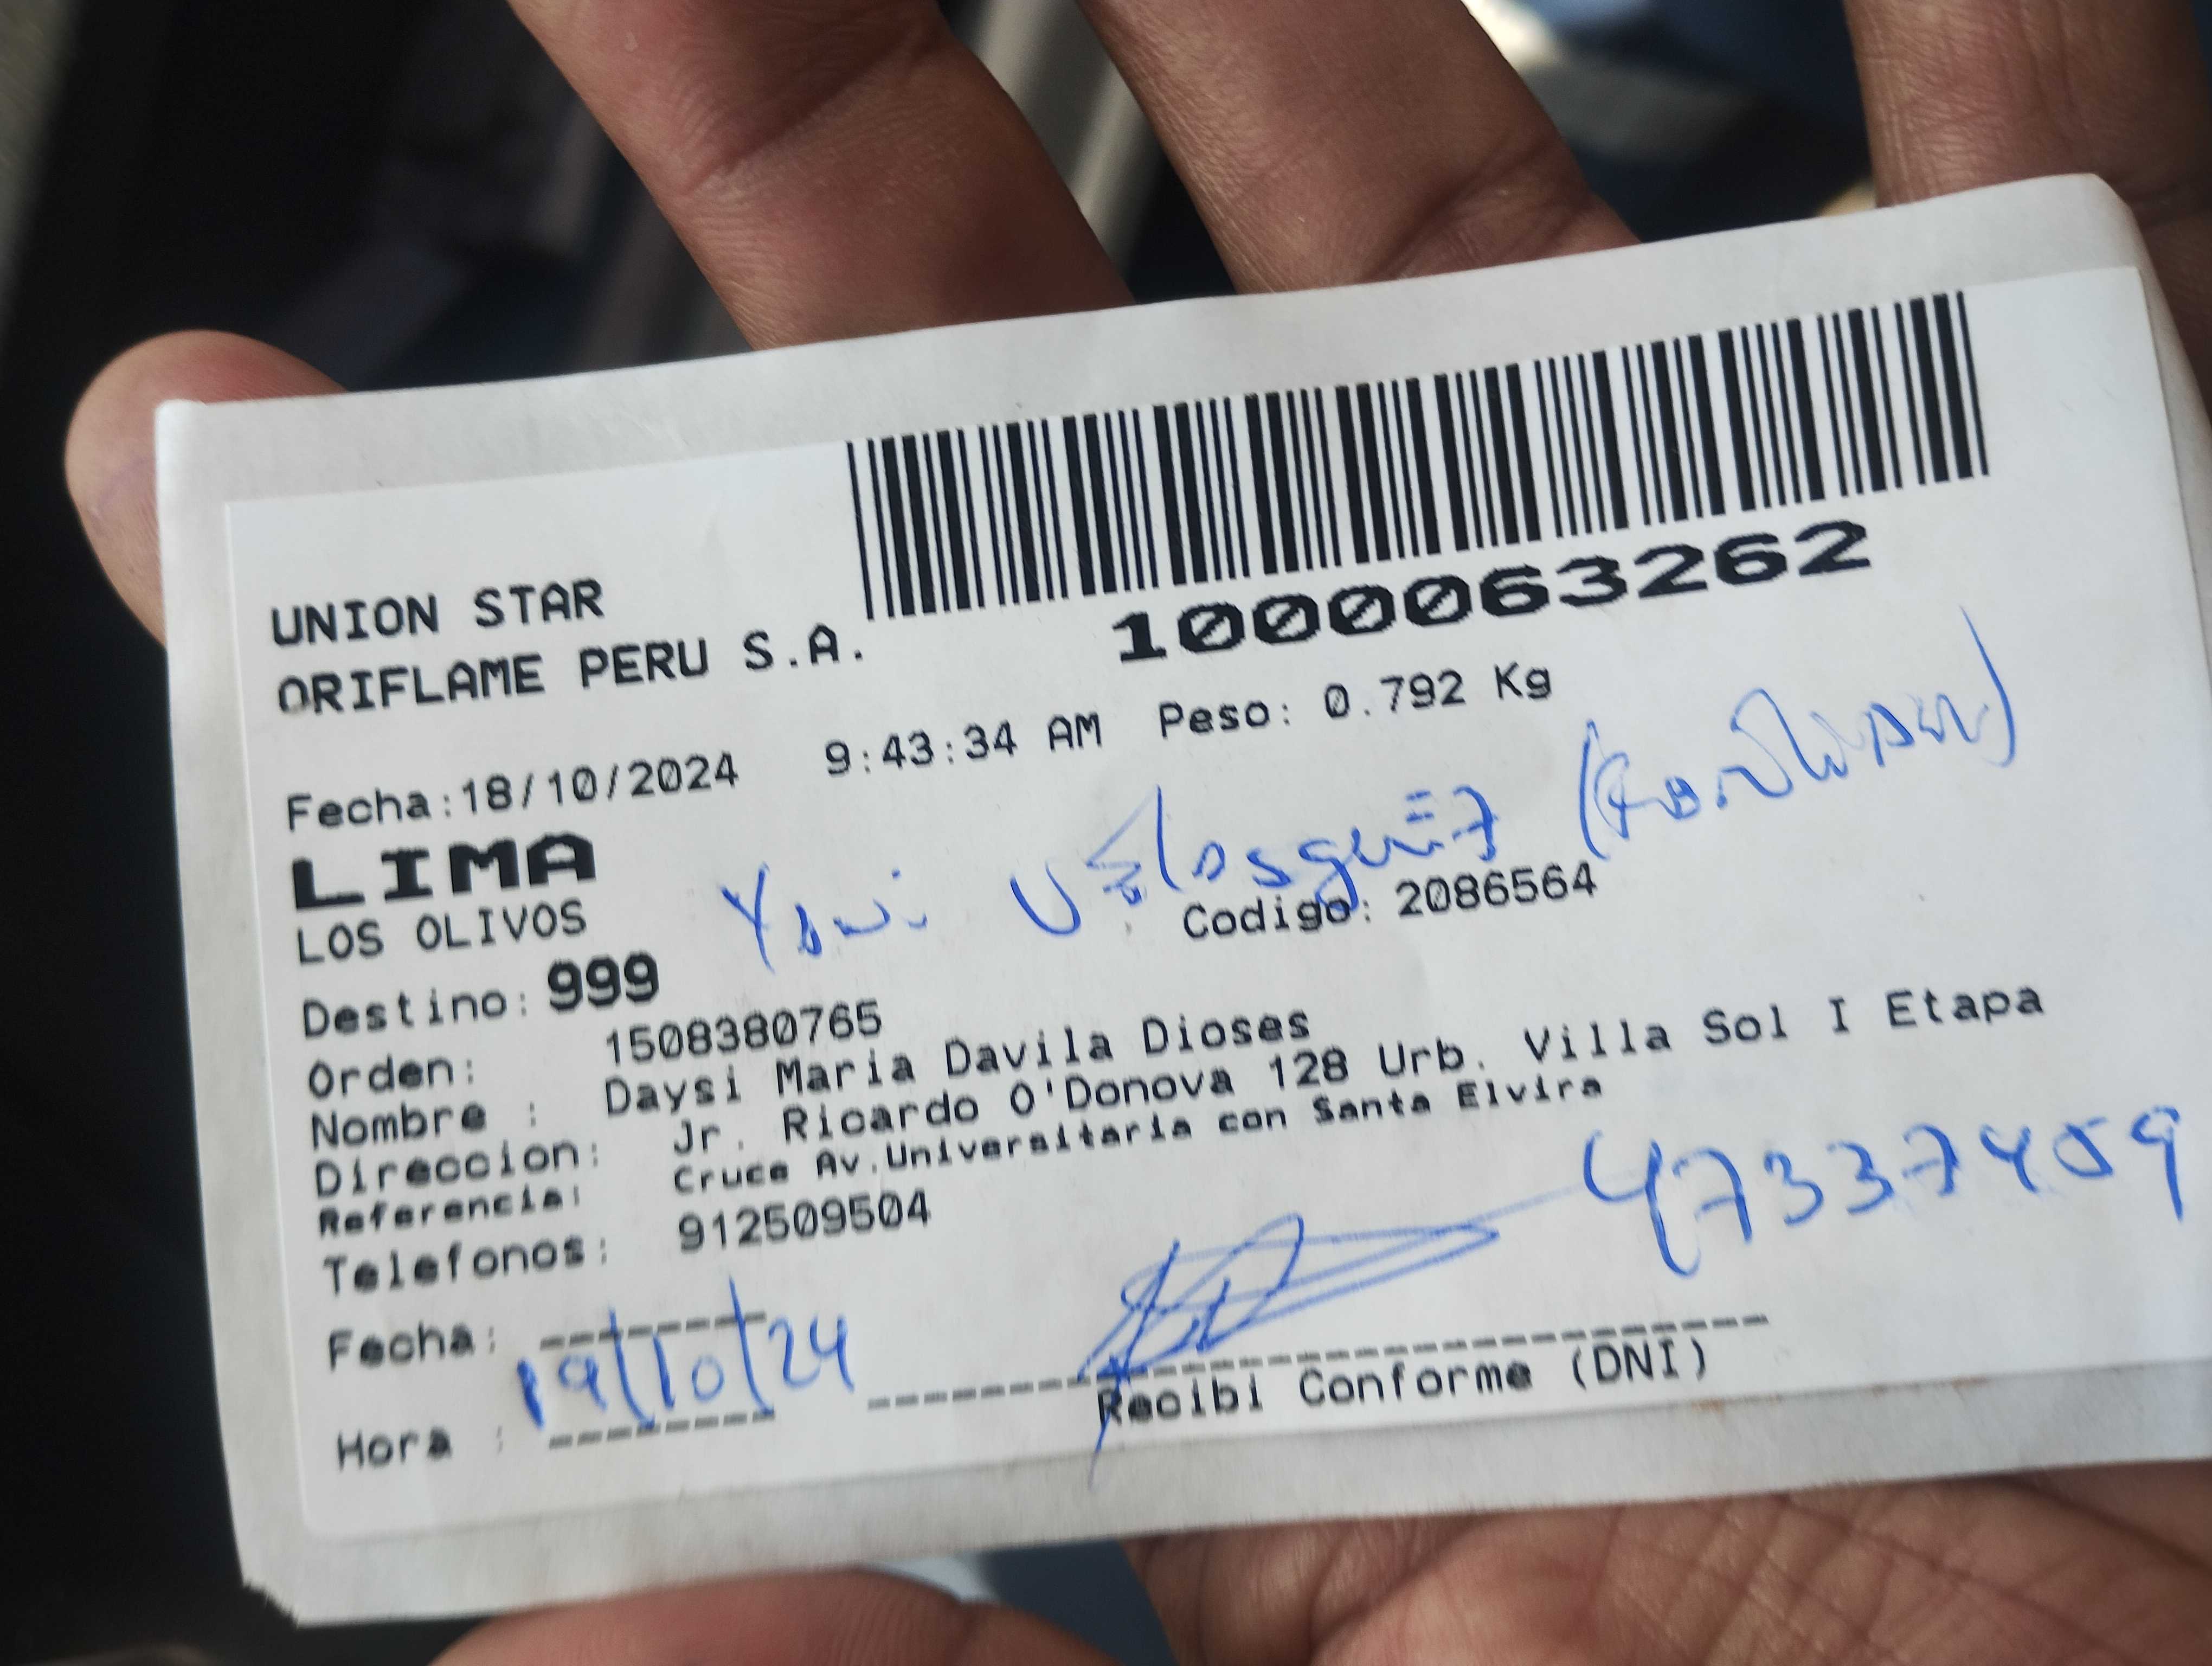 UNION STAR
ORIFLAME PERU S.A.
1000063262
Fecha:18/10/2024 9:43:34 AM Peso: 0.792 Kg
LIMA
LOS OLIVOS
Yani Velasquez
Destino: 999 Codigo: 2086564
Orden: 1508380765
Nombre : Daysi Maria Davila Dioses
Direccion: Jr. Ricardo O'Donova 128 Urb. Villa Sol I Etapa
Referencia: Cruce Av.Universitaria con Santa Elvira
Telefonos: 912509504
47337459
Fecha: 19/10/24
Hora :
Recibi Conforme (DNI)